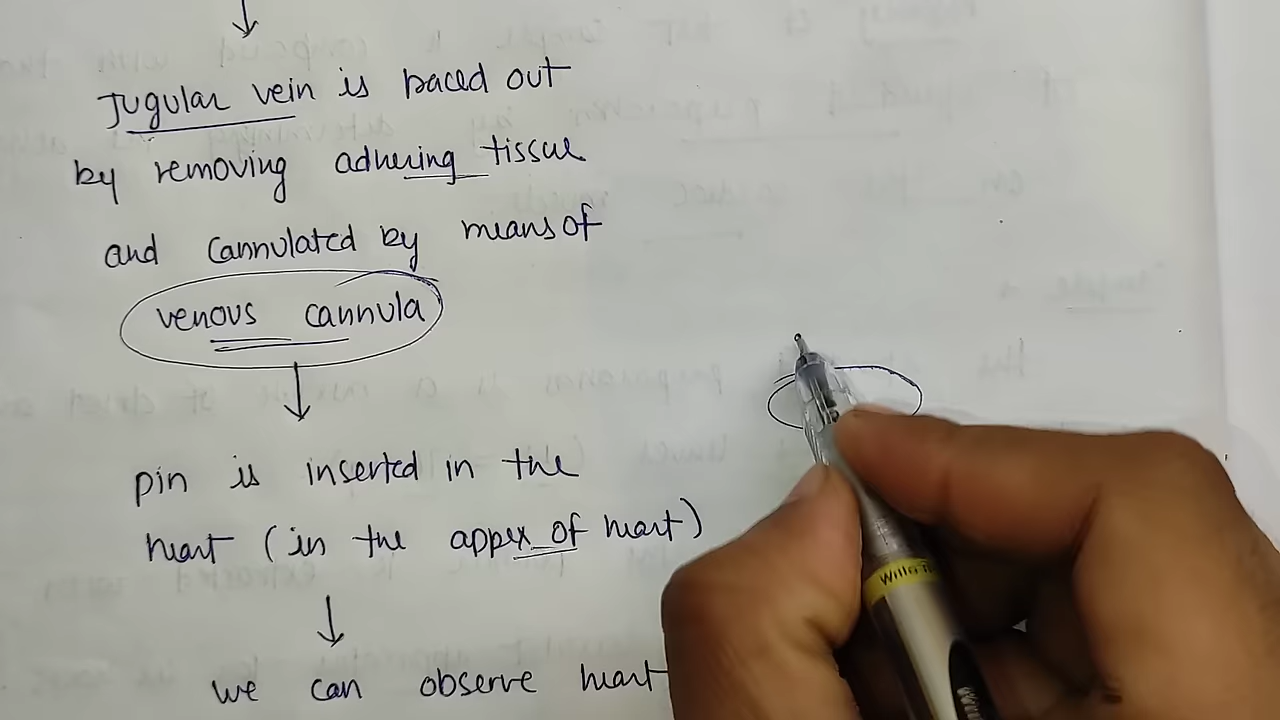 Jugular vein is traced out
by removing adhering tissue
and cannulated by means of
venous cannula
pin is inserted in the
heart (in the appex of heart)
we can observe heart